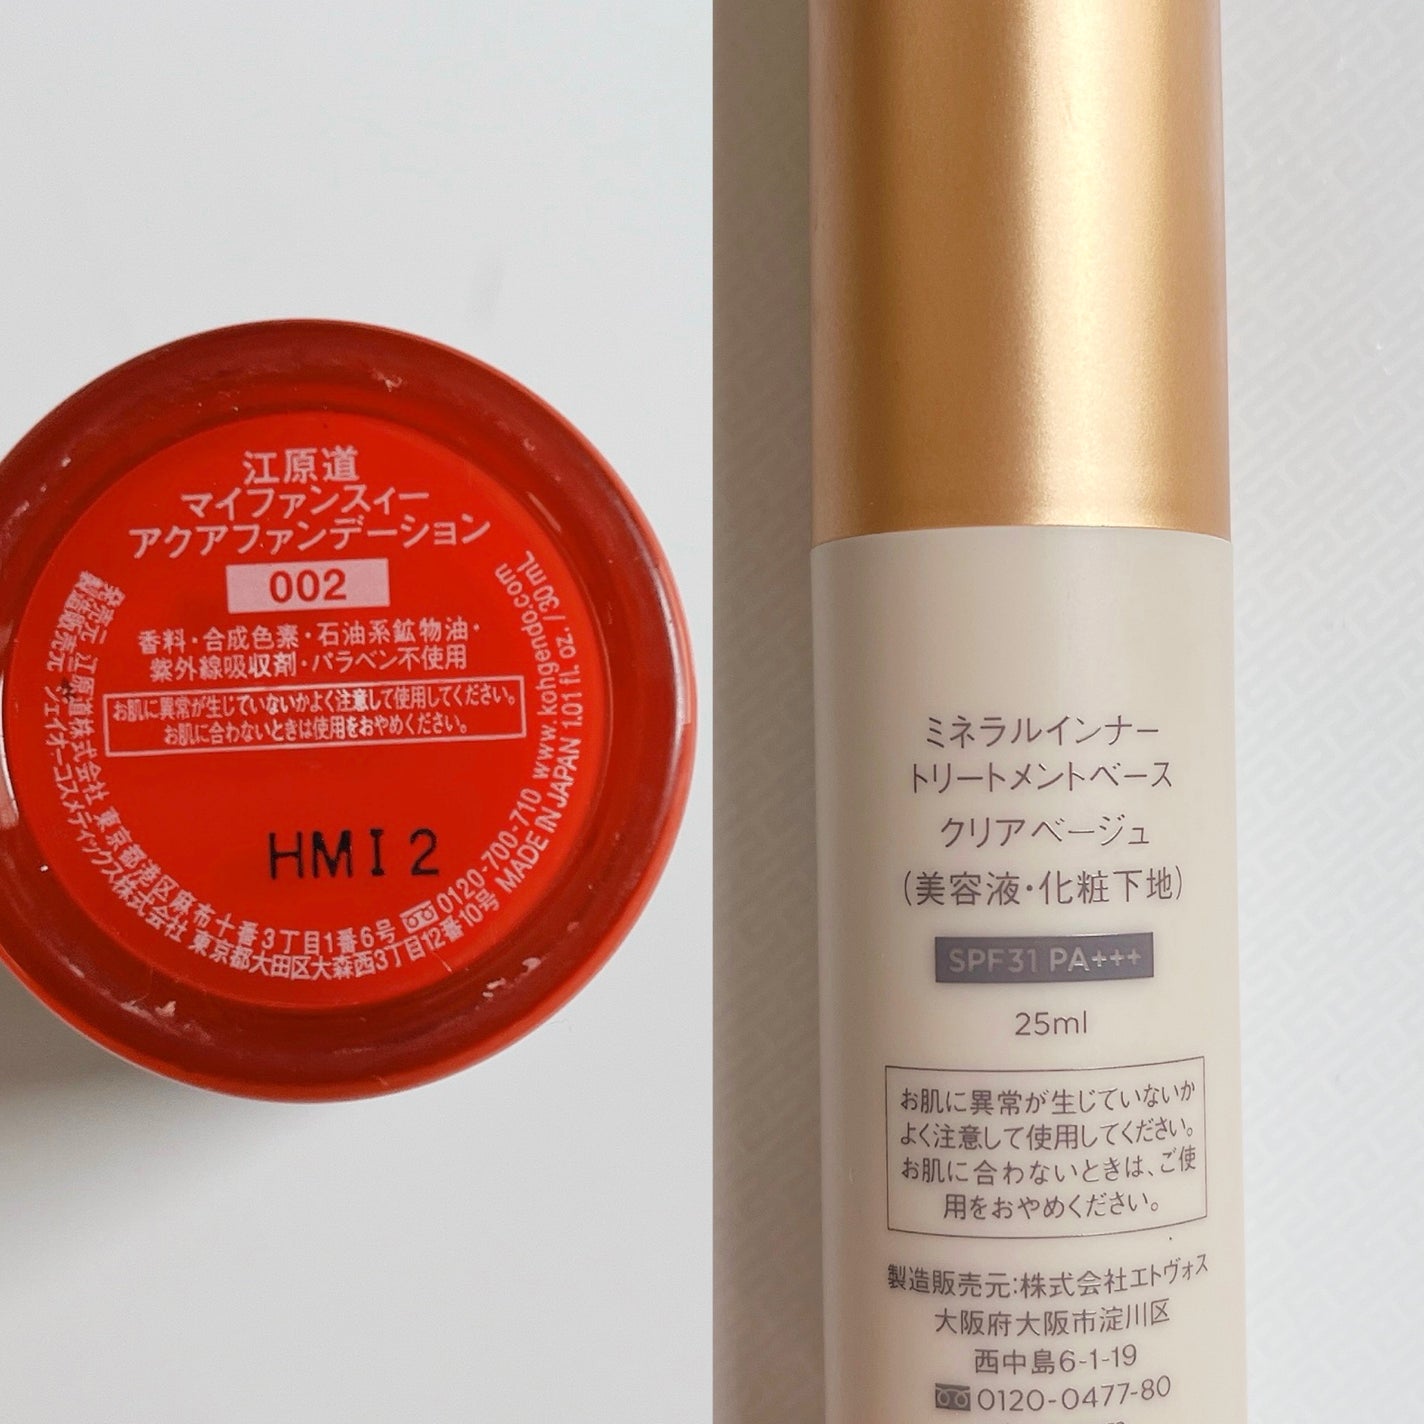 江原道
マイファンスィー
アクアファンデーション
002
香料・合成色素・石油系鉱物油・
紫外線吸収剤・パラベン不使用
お肌に異常が生じていないかよく注意して使用してください。
お肌に合わないときは使用をおやめください。
HMI2
発売元 江原道株式会社 東京都港区麻布十番3丁目1番6号 0120-700-710 www.kohgendo.com
製造販売元 ジェイオーコスメティックス株式会社 東京都大田区大森西3丁目12番10号 MADE IN JAPAN 1.01 fl. oz. / 30mL
ミネラルインナー
トリートメントベース
クリアベージュ
(美容液・化粧下地)
SPF31 PA+++
25ml
お肌に異常が生じていないか
よく注意して使用してください。
お肌に合わないときは、ご使
用をおやめください。
製造販売元:株式会社エトヴォス
大阪府大阪市淀川区
西中島6-1-19
0120-0477-80